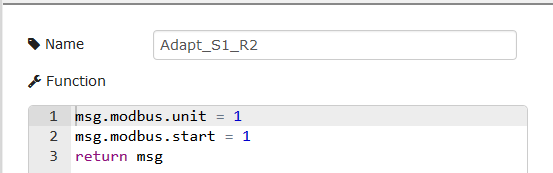 Name
Adapt_S1_R2
Function
1 msg.modbus.unit = 1
2 msg.modbus.start = 1
3 return msg